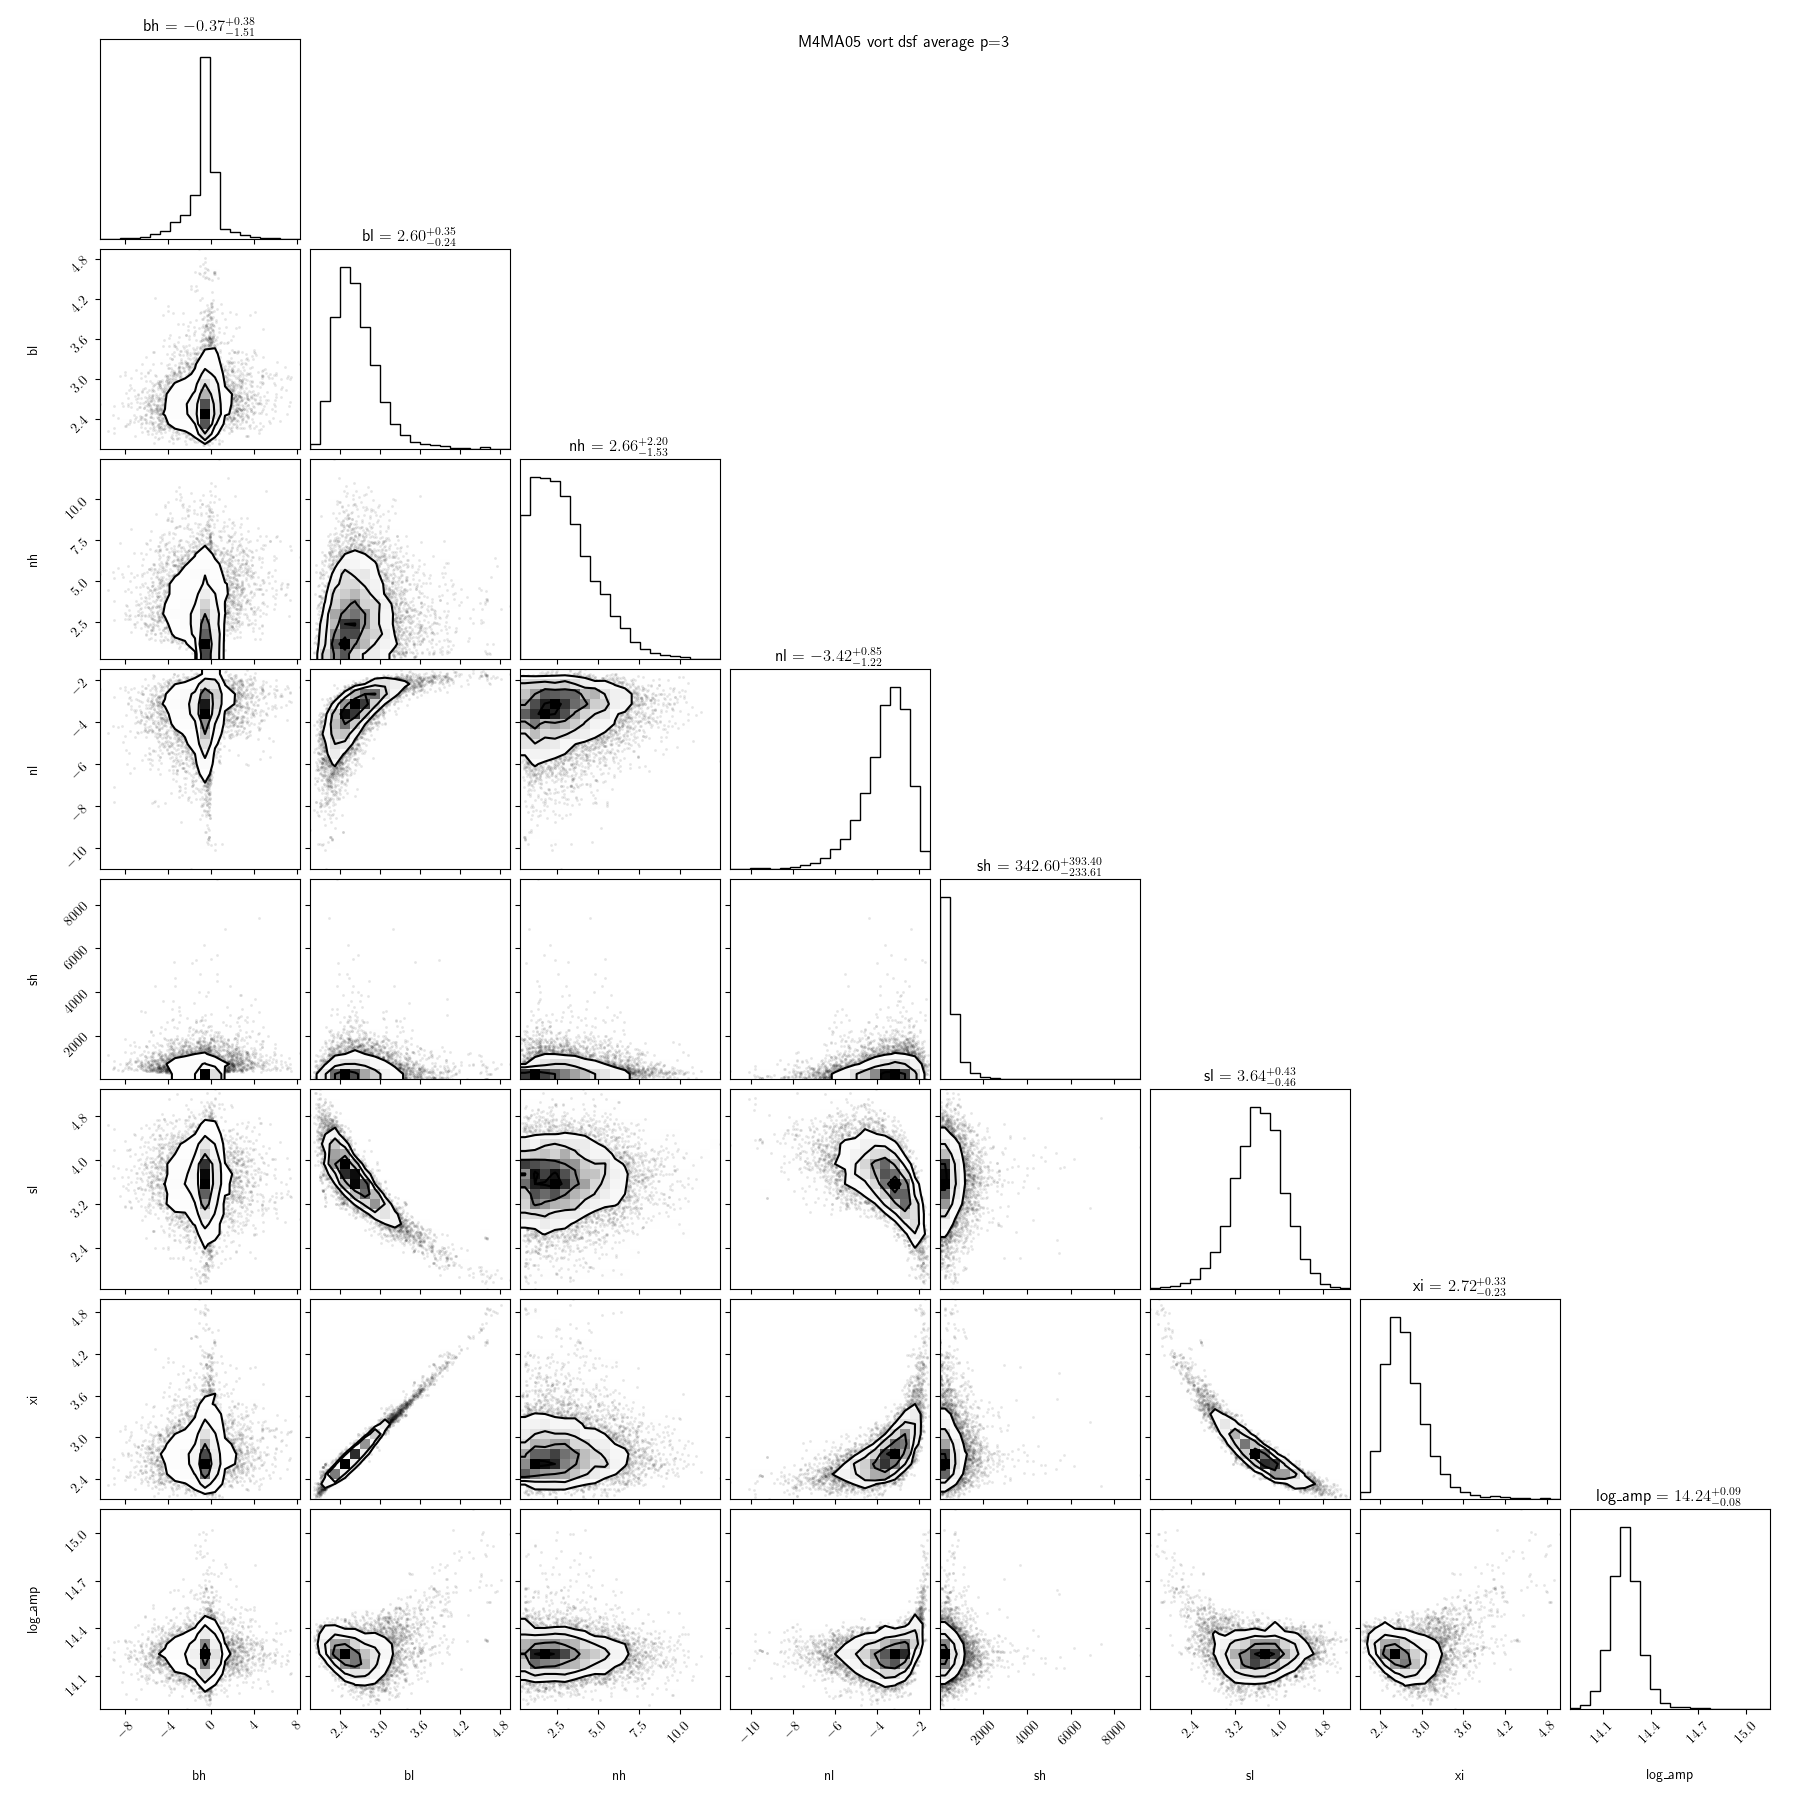 bh = −0.37+0.38−1.51
M4MA05 vort dsf average p=3
bl = 2.60+0.35−0.24
4.8
4.2
3.6
3.0
2.4
bl
nh = 2.66+2.20−1.53
10.0
7.5
5.0
2.5
nh
nl = −3.42+0.85−1.22
−2
−4
−6
−8
−10
nl
sh = 342.60+393.40−233.61
8000
6000
4000
2000
sh
sl = 3.64+0.43−0.46
4.8
4.0
3.2
2.4
sl
xi = 2.72+0.33−0.23
4.8
4.2
3.6
3.0
2.4
xi
log_amp = 14.24+0.09−0.08
15.0
14.7
14.4
14.1
log_amp
−8 −4 0 4 8 2.4 3.0 3.6 4.2 4.8 2.5 5.0 7.5 10.0 −10 −8 −6 −4 −2 2000 4000 6000 8000 2.4 3.2 4.0 4.8 2.4 3.0 3.6 4.2 4.8 14.1 14.4 14.7 15.0
bh bl nh nl sh sl xi log_amp